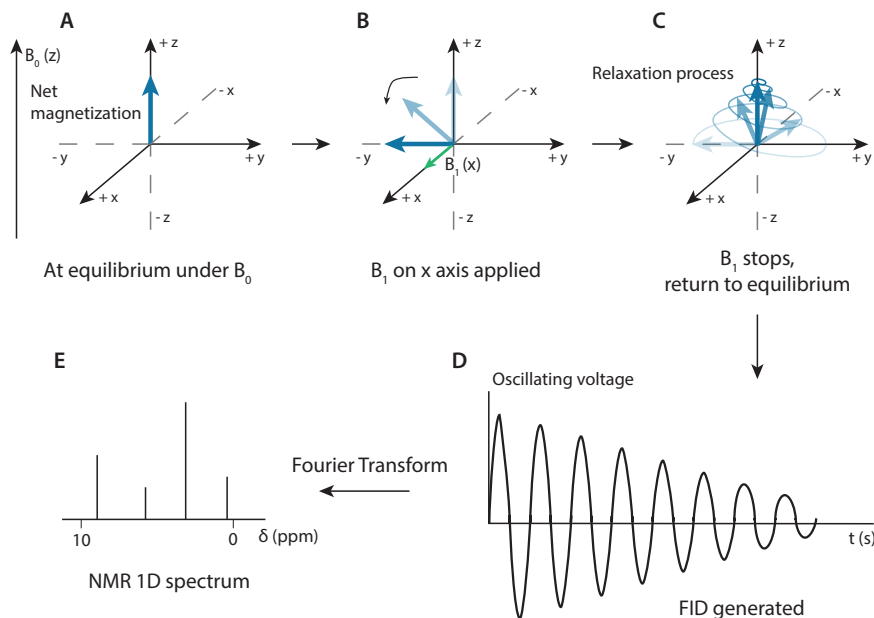 A
B₀ (z)
+ z
Net
magnetization
- x
- y
+ y
+ x
- z
At equilibrium under B₀
B
+ z
- x
- y
+ y
B₁ (x)
+ x
- z
B₁ on x axis applied
C
+ z
Relaxation process
- x
- y
+ y
+ x
- z
B₁ stops,
return to equilibrium
D
Oscillating voltage
t (s)
FID generated
Fourier Transform
E
10
0
δ (ppm)
NMR 1D spectrum